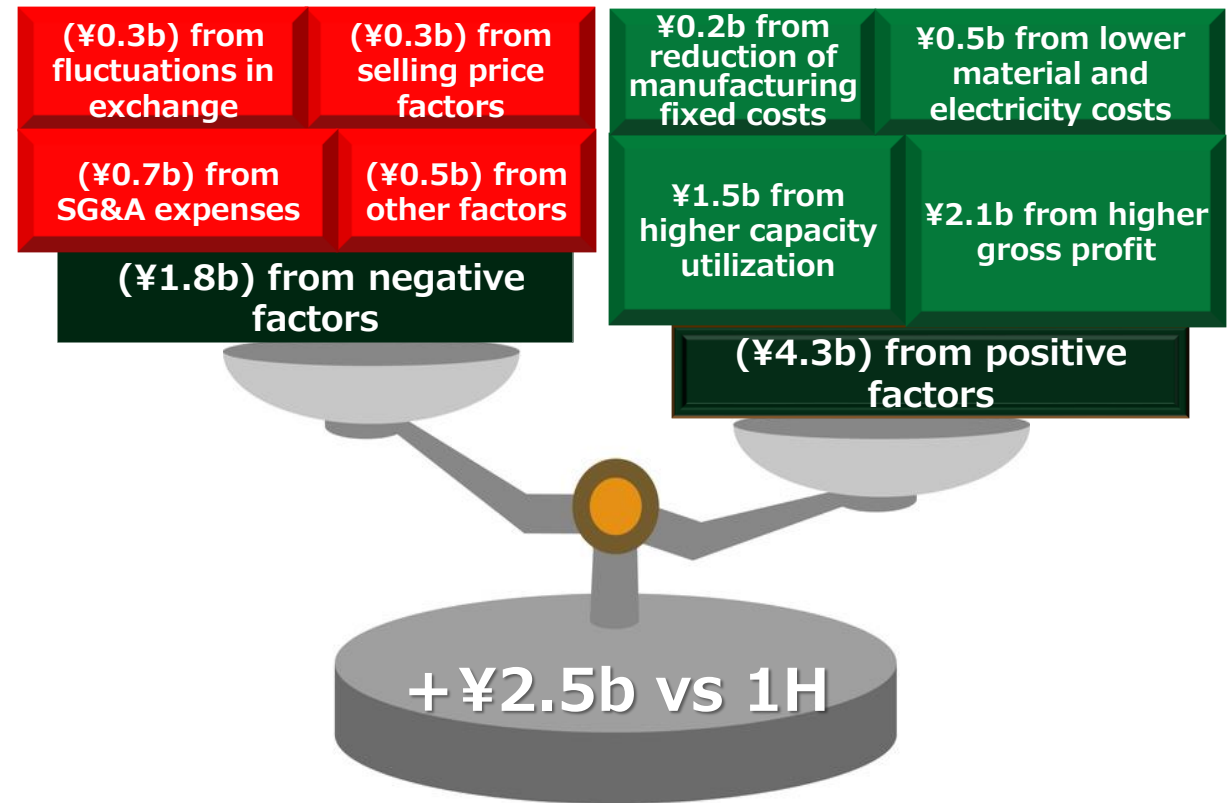 (¥0.3b) from
fluctuations in
exchange
(¥0.3b) from
selling price
factors
(¥0.7b) from
SG&A expenses
(¥0.5b) from
other factors
(¥1.8b) from negative
factors
¥0.2b from
reduction of
manufacturing
fixed costs
¥0.5b from lower
material and
electricity costs
¥1.5b from
higher capacity
utilization
¥2.1b from higher
gross profit
(¥4.3b) from positive
factors
+¥2.5b vs 1H